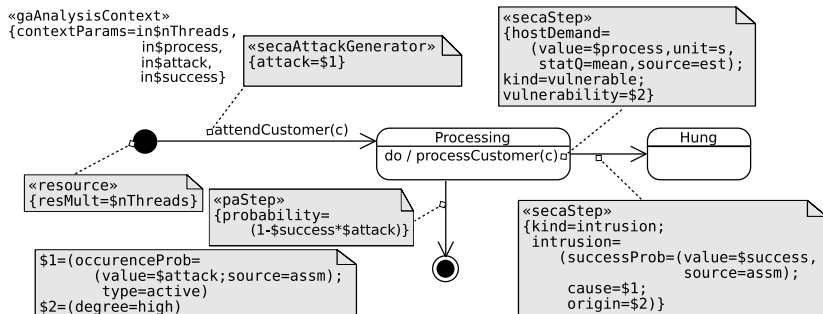 «gaAnalysisContext»
{contextParams=in$nThreads,
in$process,
in$attack,
in$success}
«secaAttackGenerator»
{attack=$1}
«secaStep»
{hostDemand=
(value=$process,unit=s,
statQ=mean,source=est);
kind=vulnerable;
vulnerability=$2}
attendCustomer(c)
Processing
do / processCustomer(c)
Hung
«resource»
{resMult=$nThreads}
«paStep»
{probability=
(1-$success*$attack)}
«secaStep»
{kind=intrusion;
intrusion=
(successProb=(value=$success,
source=assm);
cause=$1;
origin=$2)}
$1=(occurenceProb=
(value=$attack;source=assm);
type=active)
$2=(degree=high)